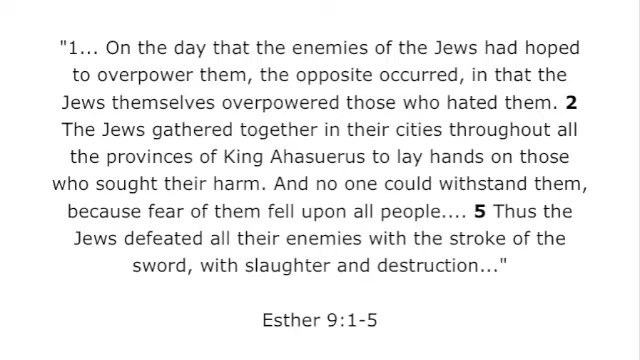 "1... On the day that the enemies of the Jews had hoped
to overpower them, the opposite occurred, in that the
Jews themselves overpowered those who hated them. 2
The Jews gathered together in their cities throughout all
the provinces of King Ahasuerus to lay hands on those
who sought their harm. And no one could withstand them,
because fear of them fell upon all people.... 5 Thus the
Jews defeated all their enemies with the stroke of the
sword, with slaughter and destruction..."
Esther 9:1-5